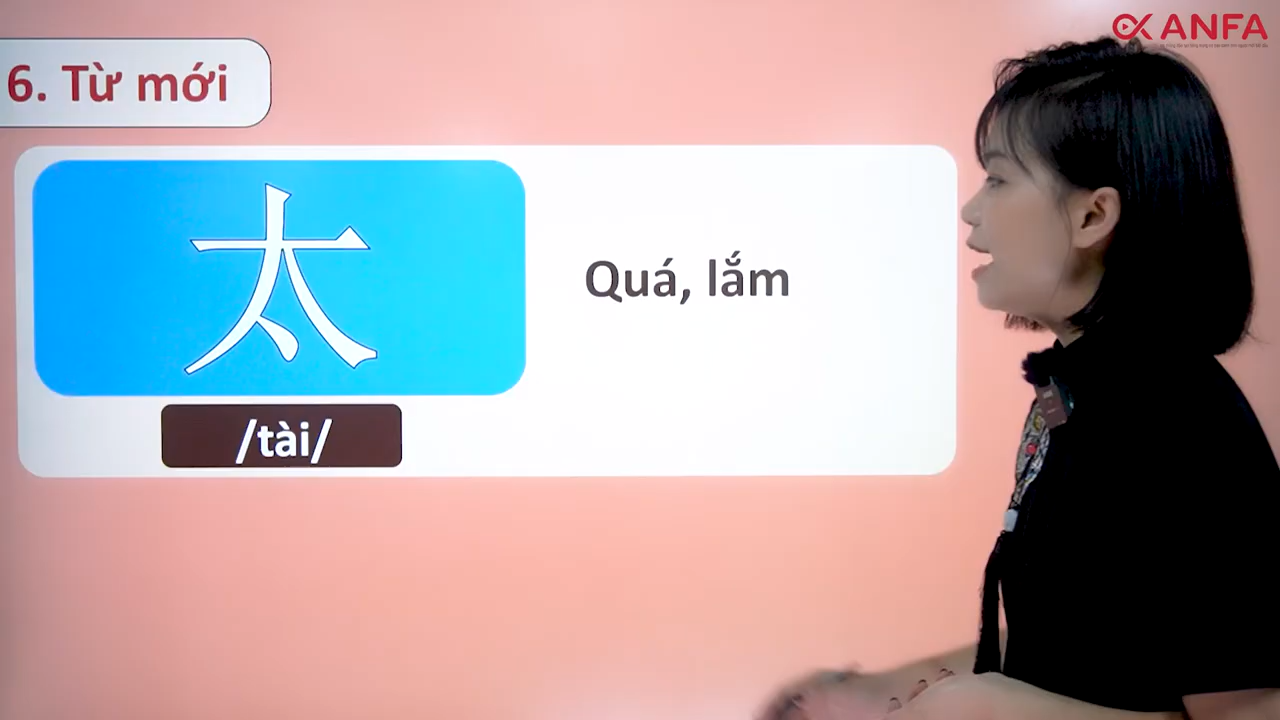 ANFA
6. Từ mới
太
Quá, lắm
/tài/